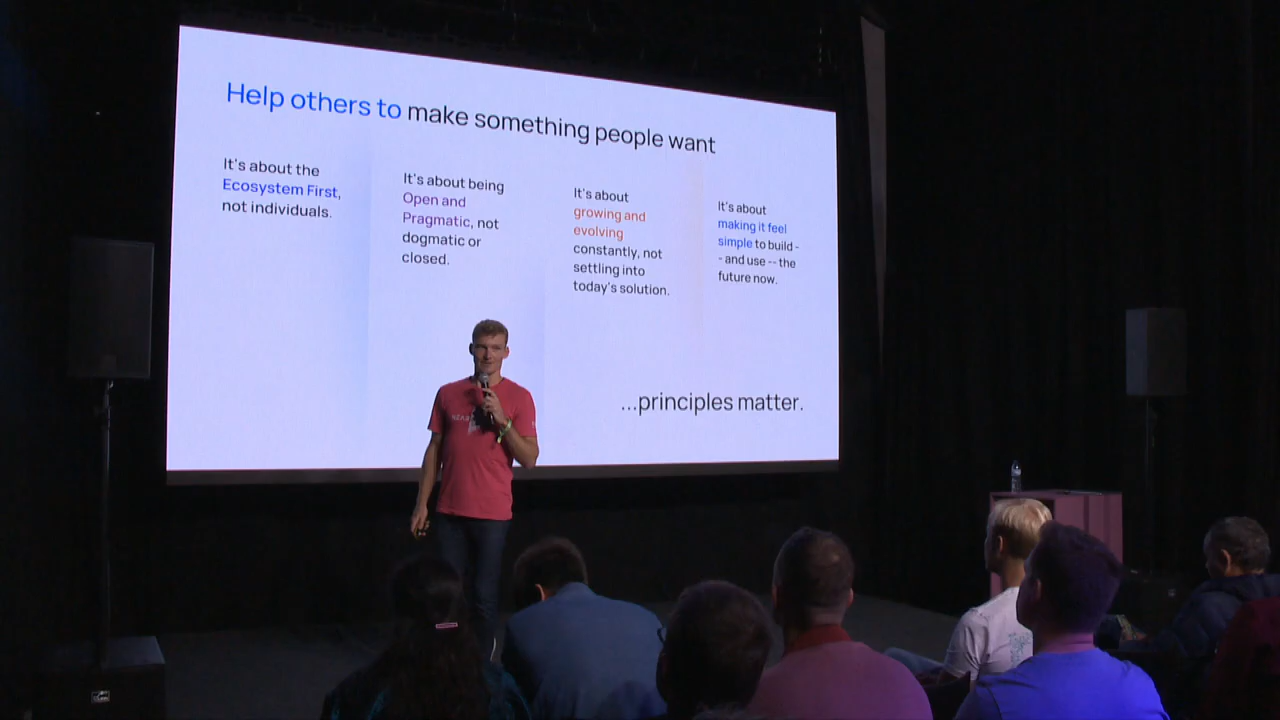 Help others to make something people want
It's about the
Ecosystem First,
not individuals.
It's about being
Open and
Pragmatic, not
dogmatic or
closed.
It's about
growing and
evolving
constantly, not
settling into
today's solution.
It's about
making it feel
simple to build -
- and use -- the
future now.
...principles matter.